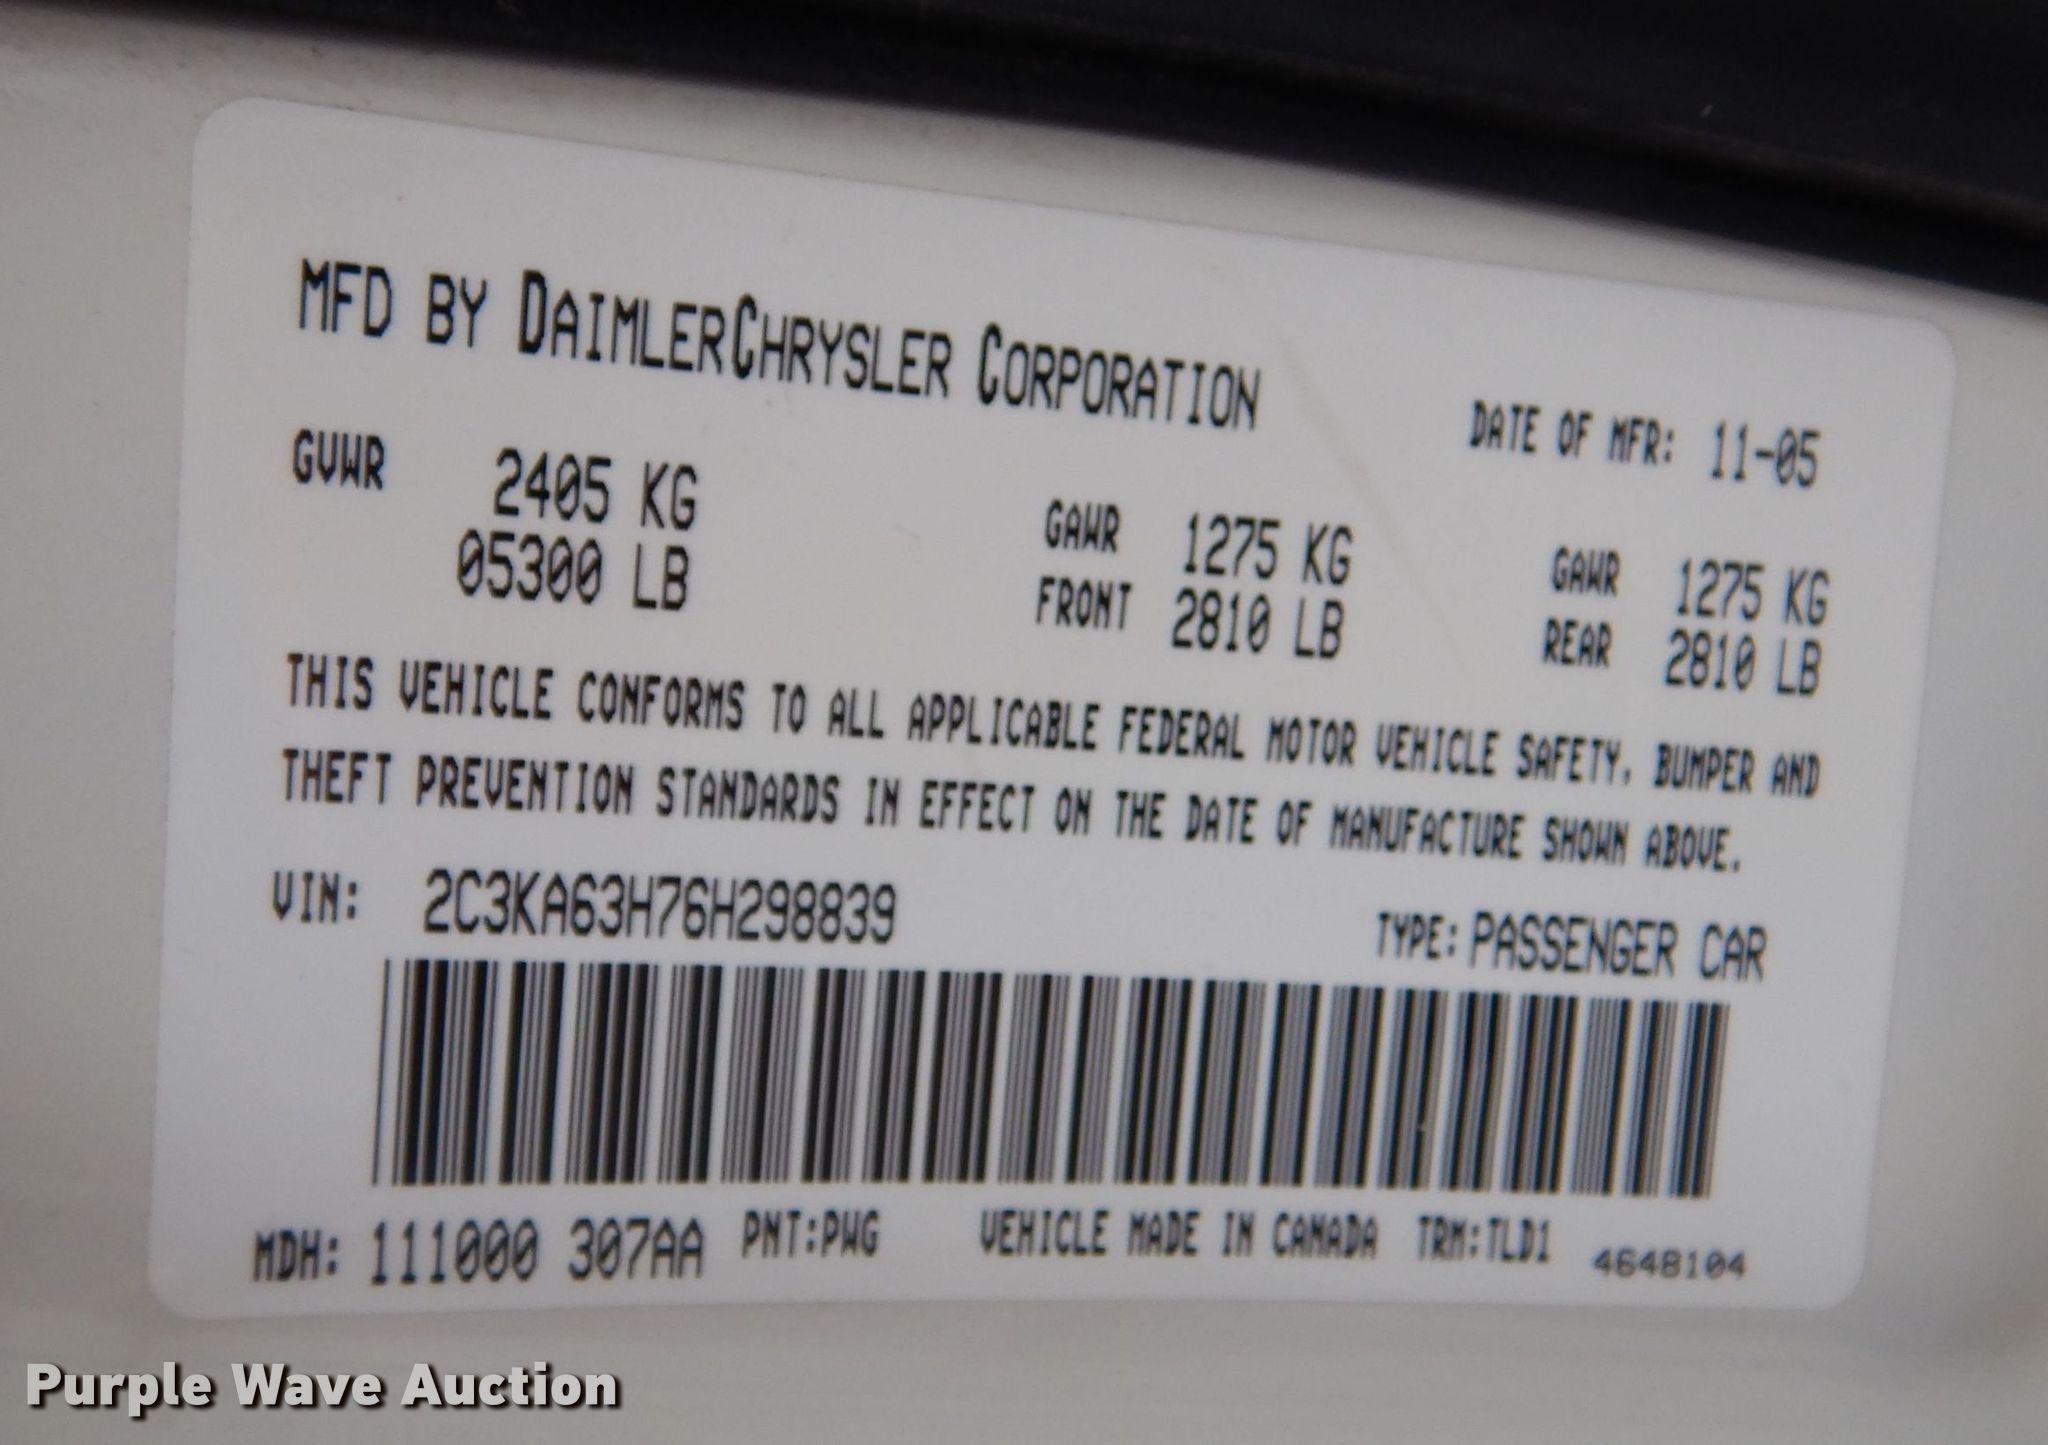 MFD BY DAIMLERCHRYSLER CORPORATION
DATE OF MFR: 11-05
GVWR 2405 KG
05300 LB
GAWR 1275 KG
FRONT 2810 LB
GAWR 1275 KG
REAR 2810 LB
THIS VEHICLE CONFORMS TO ALL APPLICABLE FEDERAL MOTOR VEHICLE SAFETY, BUMPER AND
THEFT PREVENTION STANDARDS IN EFFECT ON THE DATE OF MANUFACTURE SHOWN ABOVE.
VIN: 2C3KA63H76H298839
TYPE: PASSENGER CAR
MDH: 111000 307AA PNT:PWG VEHICLE MADE IN CANADA TRM:TLD1 4648104
Purple Wave Auction